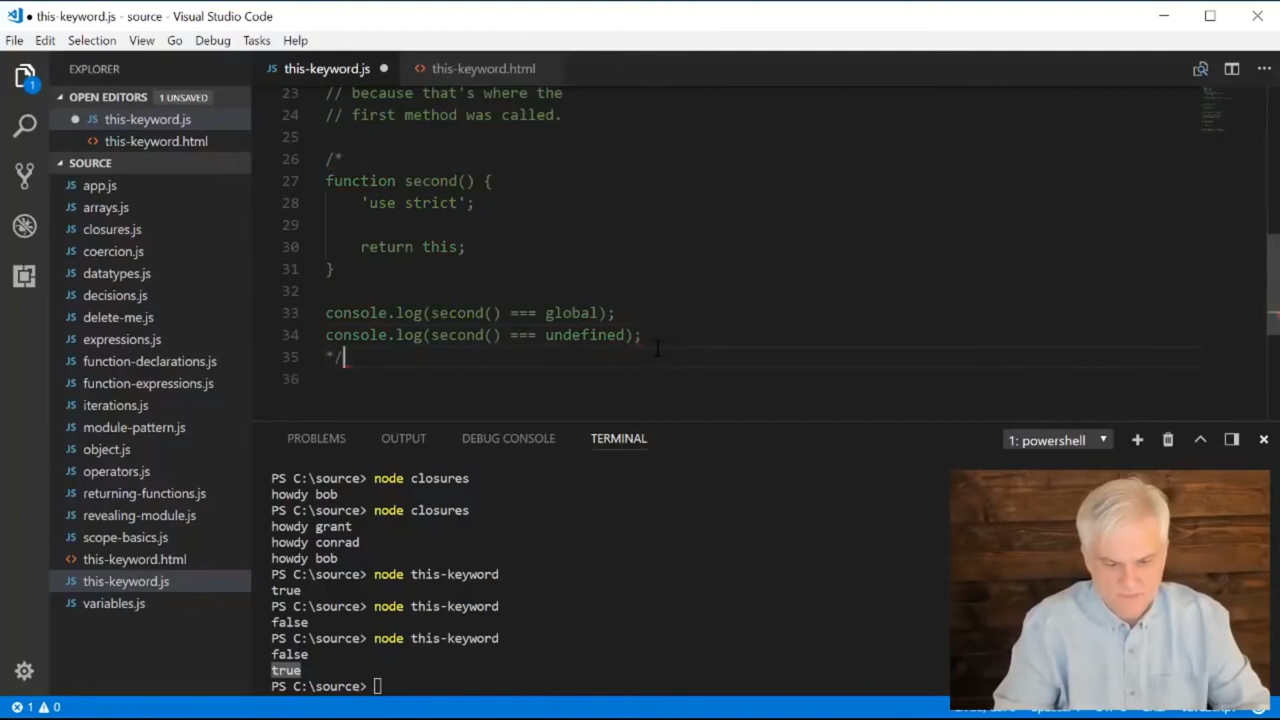 ● this-keyword.js - source - Visual Studio Code
File Edit Selection View Go Debug Tasks Help
EXPLORER
OPEN EDITORS 1 UNSAVED
● JS this-keyword.js
<> this-keyword.html
SOURCE
JS app.js
JS arrays.js
JS closures.js
JS coercion.js
JS datatypes.js
JS decisions.js
JS delete-me.js
JS expressions.js
JS function-declarations.js
JS function-expressions.js
JS iterations.js
JS module-pattern.js
JS object.js
JS operators.js
JS returning-functions.js
JS revealing-module.js
JS scope-basics.js
<> this-keyword.html
JS this-keyword.js
JS variables.js
1
JS this-keyword.js ● <> this-keyword.html
23 // because that's where the
24 // first method was called.
25
26 /*
27 function second() {
28 'use strict';
29
30 return this;
31 }
32
33 console.log(second() === global);
34 console.log(second() === undefined);
35 */
36
PROBLEMS OUTPUT DEBUG CONSOLE TERMINAL 1: powershell
PS C:\source> node closures
howdy bob
PS C:\source> node closures
howdy grant
howdy conrad
howdy bob
PS C:\source> node this-keyword
true
PS C:\source> node this-keyword
false
PS C:\source> node this-keyword
false
true
PS C:\source>
1 0